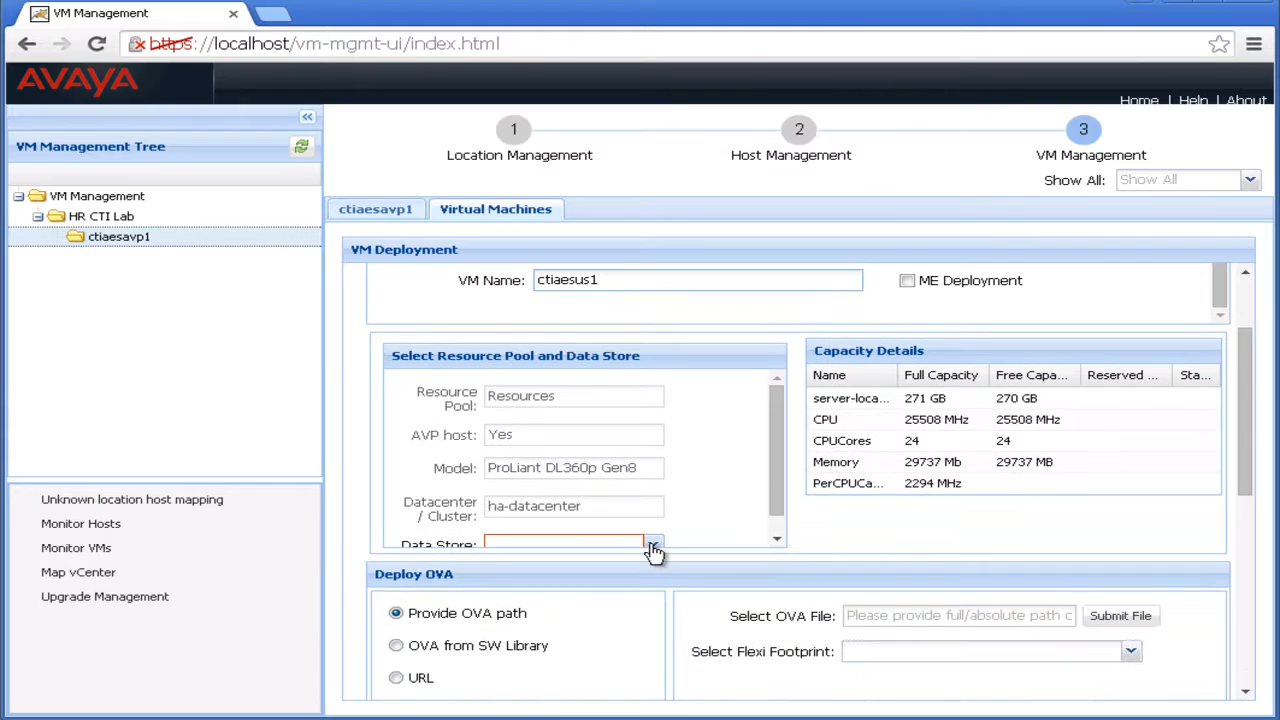 VM Management
https://localhost/vm-mgmt-ui/index.html
AVAYA
Home | Help | About
VM Management Tree
VM Management
HR CTI Lab
ctiaesavp1
Unknown location host mapping
Monitor Hosts
Monitor VMs
Map vCenter
Upgrade Management
1 2 3
Location Management Host Management VM Management
Show All: Show All
ctiaesavp1 Virtual Machines
VM Deployment
VM Name: ctiaesus1 ME Deployment
Select Resource Pool and Data Store
Resource Pool: Resources
AVP host: Yes
Model: ProLiant DL360p Gen8
Datacenter / Cluster: ha-datacenter
Data Store:
Capacity Details
Name Full Capacity Free Capa... Reserved ... Sta...
server-loca... 271 GB 270 GB
CPU 25508 MHz 25508 MHz
CPUCores 24 24
Memory 29737 Mb 29737 MB
PerCPUCa... 2294 MHz
Deploy OVA
Provide OVA path
OVA from SW Library
URL
Select OVA File: Please provide full/absolute path c Submit File
Select Flexi Footprint: